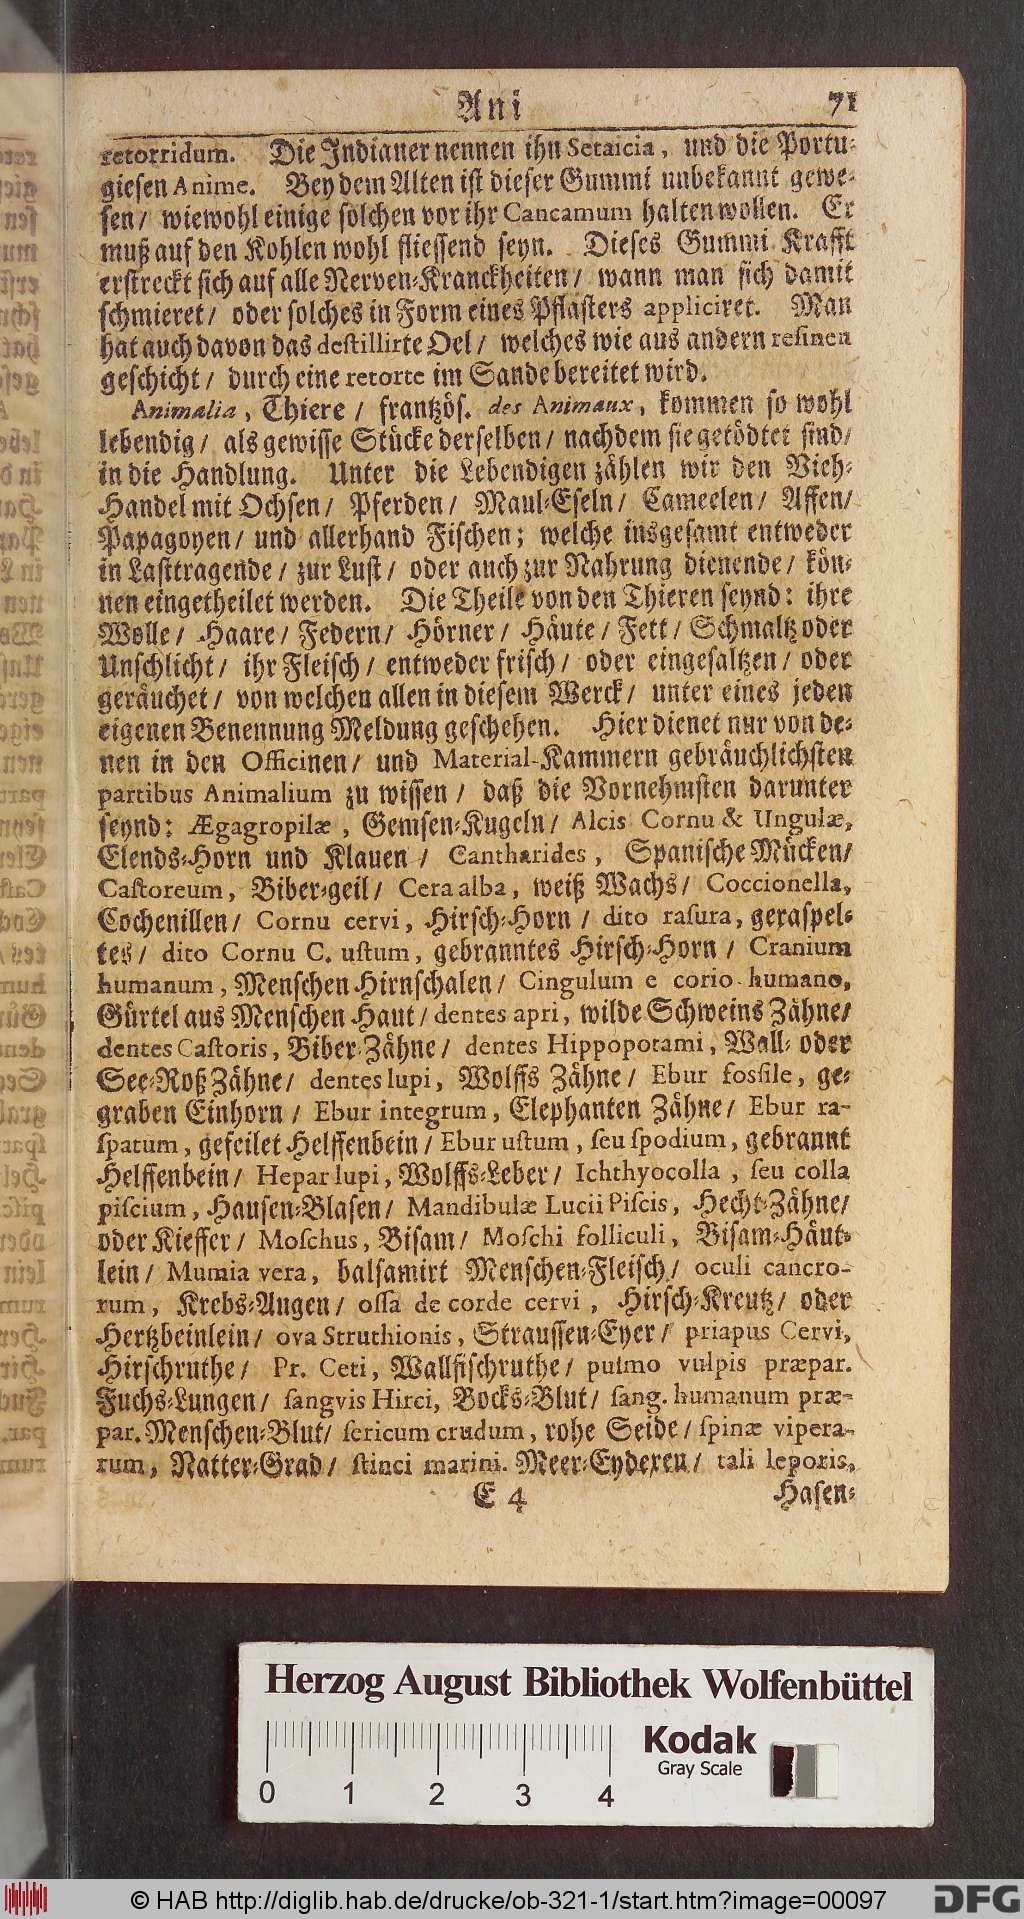 Ani 71
retorridum. Die Indianer nennen ihn Setaicia, und die Portu-
giesen Anime. Bey dem Alten ist dieser Gummi unbekannt gewe-
sen/ wiewohl einige solchen vor ihr Cancamum halten wollen. Er
muß auf den Kohlen wohl fliessend seyn. Dieses Gummi Krafft
erstreckt sich auf alle Nerven-Kranckheiten/ wann man sich damit
schmieret/ oder solches in Form eines Pflasters appliciret. Man
hat auch davon das destillirte Oel/ welches wie aus andern resinen
geschicht/ durch eine retorte im Sande bereitet wird.
Animalia, Thiere/ frantzös. des Animaux, kommen so wohl
lebendig/ als gewisse Stücke derselben/ nachdem sie getödtet sind/
in die Handlung. Unter die Lebendigen zählen wir den Vieh-
Handel mit Ochsen/ Pferden/ Maul-Eseln/ Cameelen/ Affen/
Papagoyen/ und allerhand Fischen; welche insgesamt entweder
in Lasttragende/ zur Lust/ oder auch zur Nahrung dienende/ kön-
nen eingetheilet werden. Die Theile von den Thieren seynd: ihre
Wolle/ Haare/ Federn/ Hörner/ Häute/ Fett/ Schmaltz oder
Unschlicht/ ihr Fleisch/ entweder frisch/ oder eingesaltzen/ oder
geräuchet/ von welchen allen in diesem Werck/ unter eines jeden
eigenen Benennung Meldung geschehen. Hier dienet nur von de-
nen in den Officinen/ und Material-Kammern gebräuchlichsten
partibus Animalium zu wissen/ daß die Vornehmsten darunter
seynd: Ægagropilæ, Gemsen-Kugeln/ Alcis Cornu & Ungulæ,
Elends-Horn und Klauen/ Cantharides, Spanische Mücken/
Castoreum, Biber-geil/ Cera alba, weiß Wachs/ Coccionella,
Cochenillen/ Cornu cervi, Hirsch-Horn/ dito rasura, geraspel-
tes/ dito Cornu C. ustum, gebranntes Hirsch-Horn/ Cranium
humanum, Menschen Hirnschalen/ Cingulum e corio humano,
Gürtel aus Menschen Haut/ dentes apri, wilde Schweins Zähne/
dentes Castoris, Biber-Zähne/ dentes Hippopotami, Wall- oder
See-Roß Zähne/ dentes lupi, Wolffs Zähne/ Ebur fossile, ge-
graben Einhorn/ Ebur integrum, Elephanten Zähne/ Ebur ra-
spatum, gefeilet Helffenbein/ Ebur ustum, seu spodium, gebrannt
Helffenbein/ Hepar lupi, Wolffs-Leber/ Ichthyocolla, seu colla
piscium, Hausen-Blasen/ Mandibulæ Lucii Piscis, Hecht-Zähne/
oder Kieffer/ Moschus, Bisam/ Moschi folliculi, Bisam-Häut-
lein/ Mumia vera, balsamirt Menschen-Fleisch/ oculi cancro-
rum, Krebs-Augen/ ossa de corde cervi, Hirsch-Kreutz/ oder
Hertzbeinlein/ ova Struthionis, Straussen-Eyer/ priapus Cervi,
Hirschruthe/ Pr. Ceti, Wallfischruthe/ pulmo vulpis præpar.
Fuchs-Lungen/ sangvis Hirci, Bocks-Blut/ sang. humanum præ-
par. Menschen-Blut/ sericum crudum, rohe Seide/ spinæ vipera-
rum, Natter-Grad/ stinci marini. Meer-Eydexen/ tali leporis,
E 4 Hasen-
Herzog August Bibliothek Wolfenbüttel
Kodak
Gray Scale
0 1 2 3 4
© HAB http://diglib.hab.de/drucke/ob-321-1/start.htm?image=00097
DFG